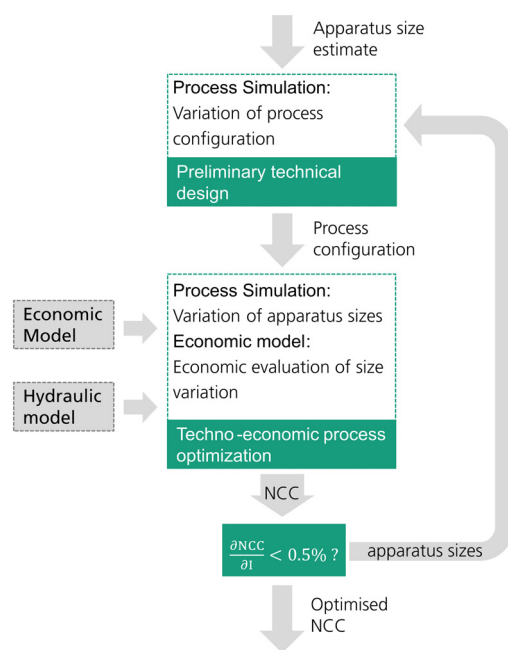 Apparatus size
estimate
Process Simulation:
Variation of process
configuration
Preliminary technical
design
Process
configuration
Economic
Model
Hydraulic
model
Process Simulation:
Variation of apparatus sizes
Economic model:
Economic evaluation of size
variation
Techno-economic process
optimization
NCC
∂NCC/∂I < 0.5% ?
apparatus sizes
Optimised
NCC